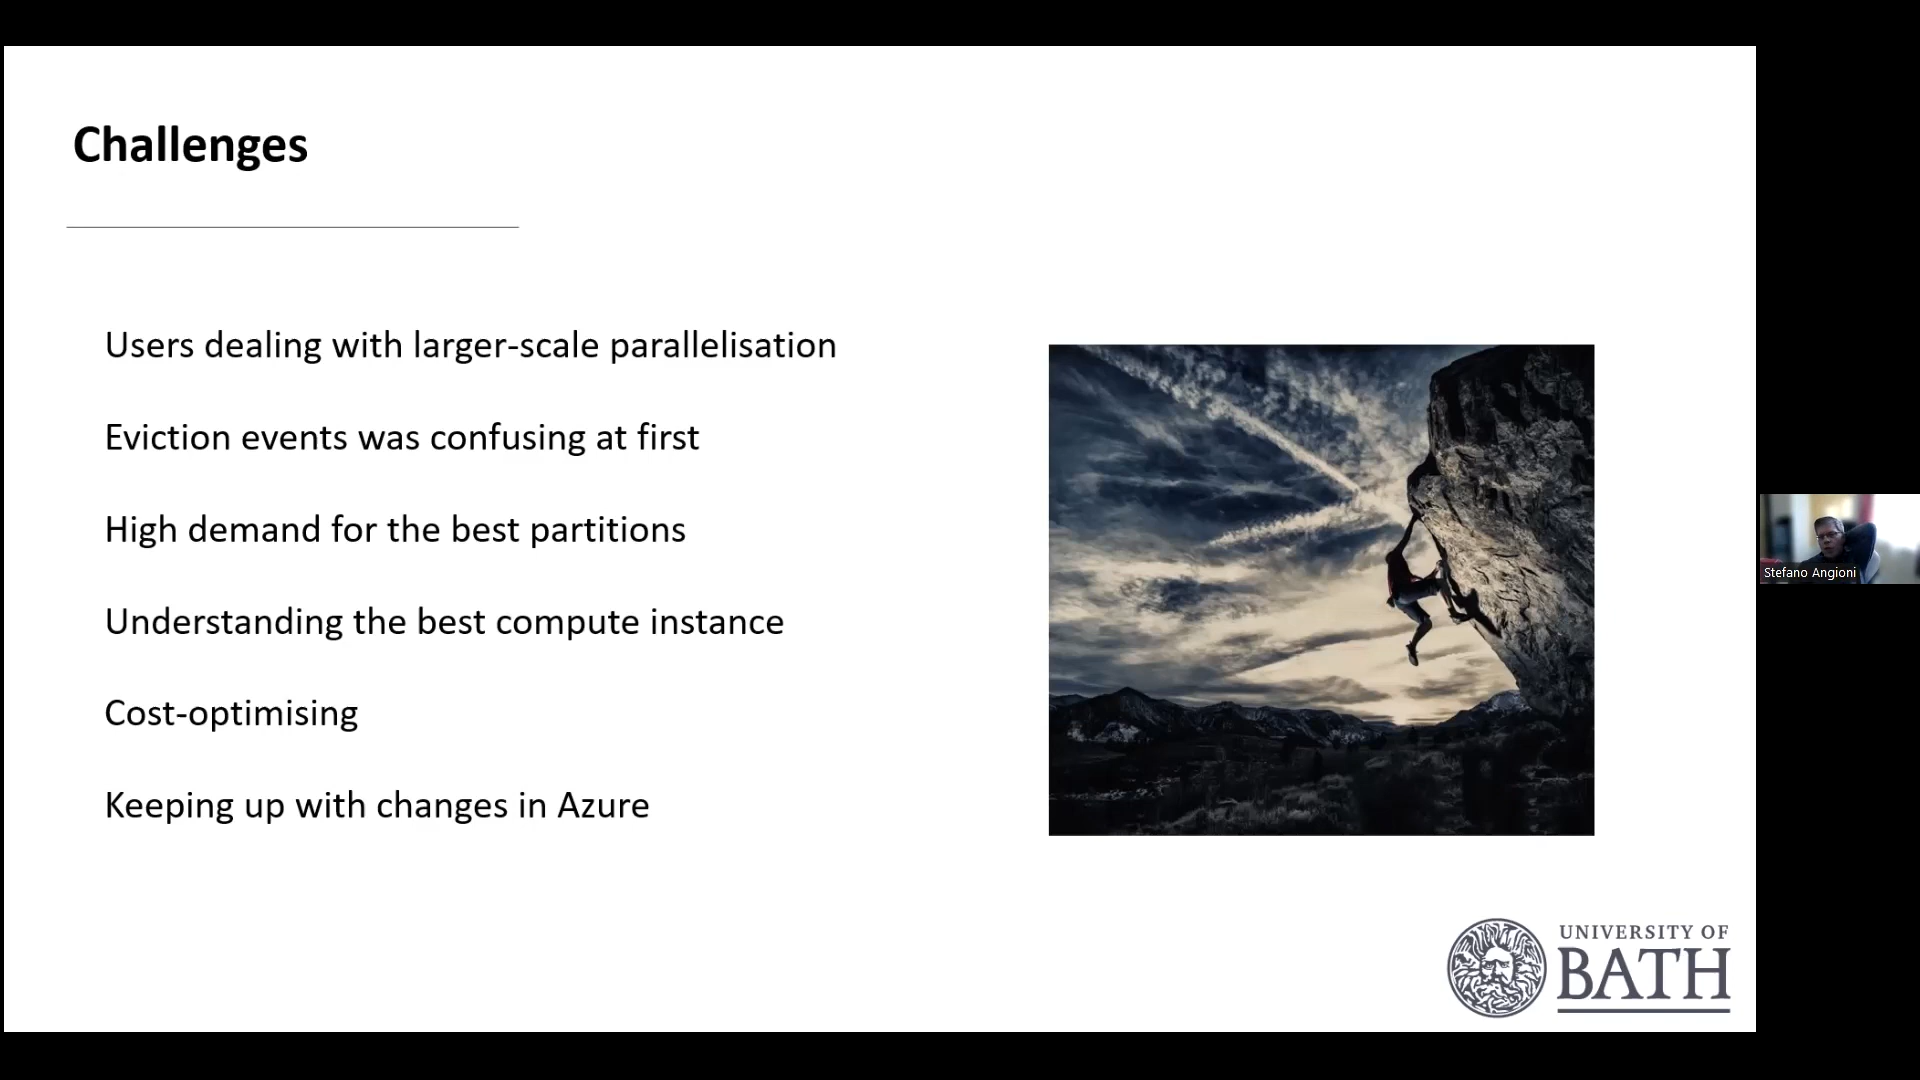 Challenges
Users dealing with larger-scale parallelisation
Eviction events was confusing at first
High demand for the best partitions
Understanding the best compute instance
Cost-optimising
Keeping up with changes in Azure
UNIVERSITY OF
BATH
Stefano Angioni